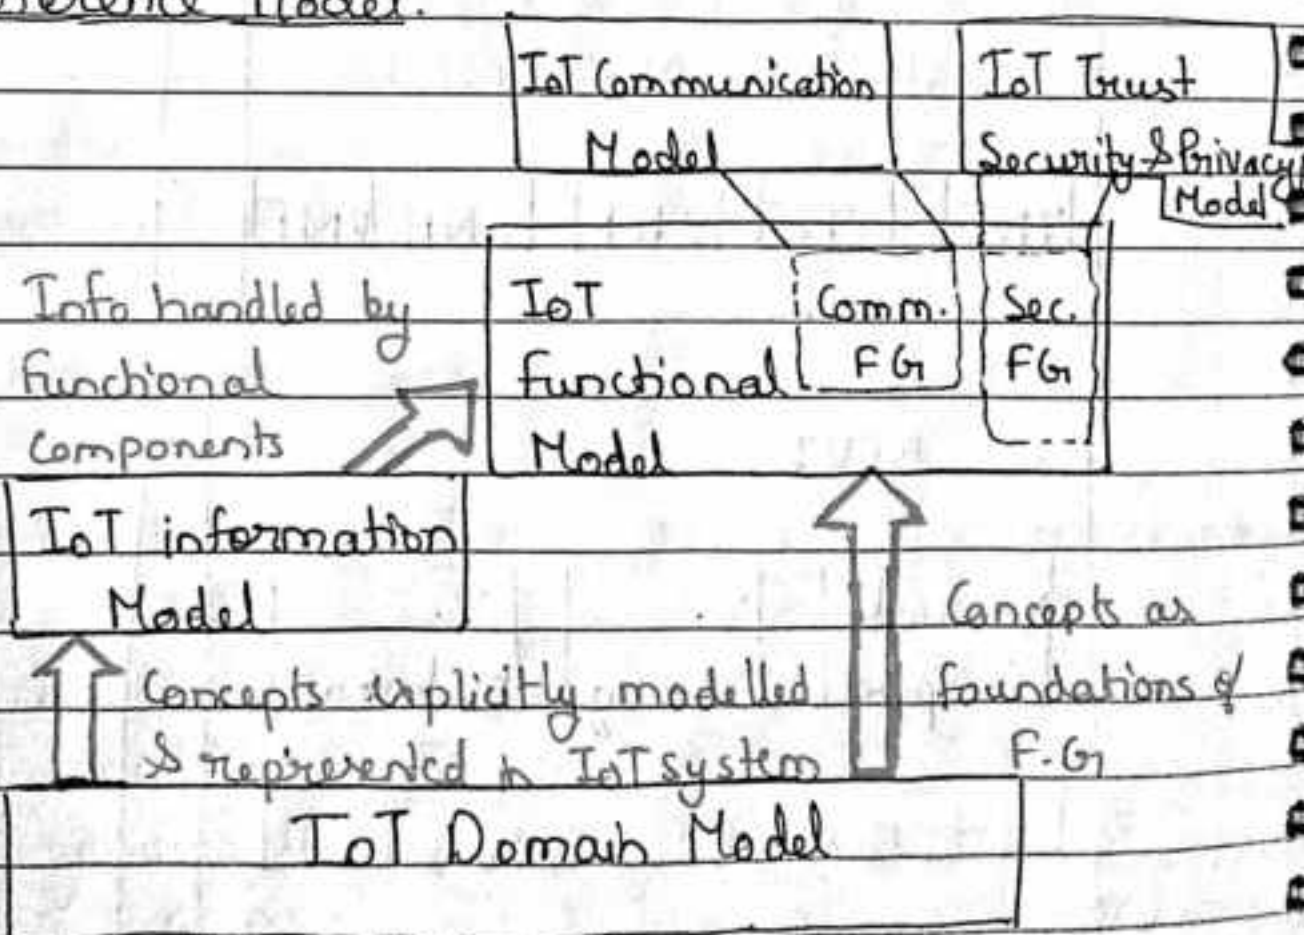 Model.
IoT Communication
Model
IoT Trust
Security & Privacy
Model
Info handled by
functional
components
IoT
functional
Model
Comm.
FG
Sec.
FG
IoT information
Model
Concepts as
foundations of
F.G
Concepts explicitly modelled
& represented in IoT system
IoT Domain Model